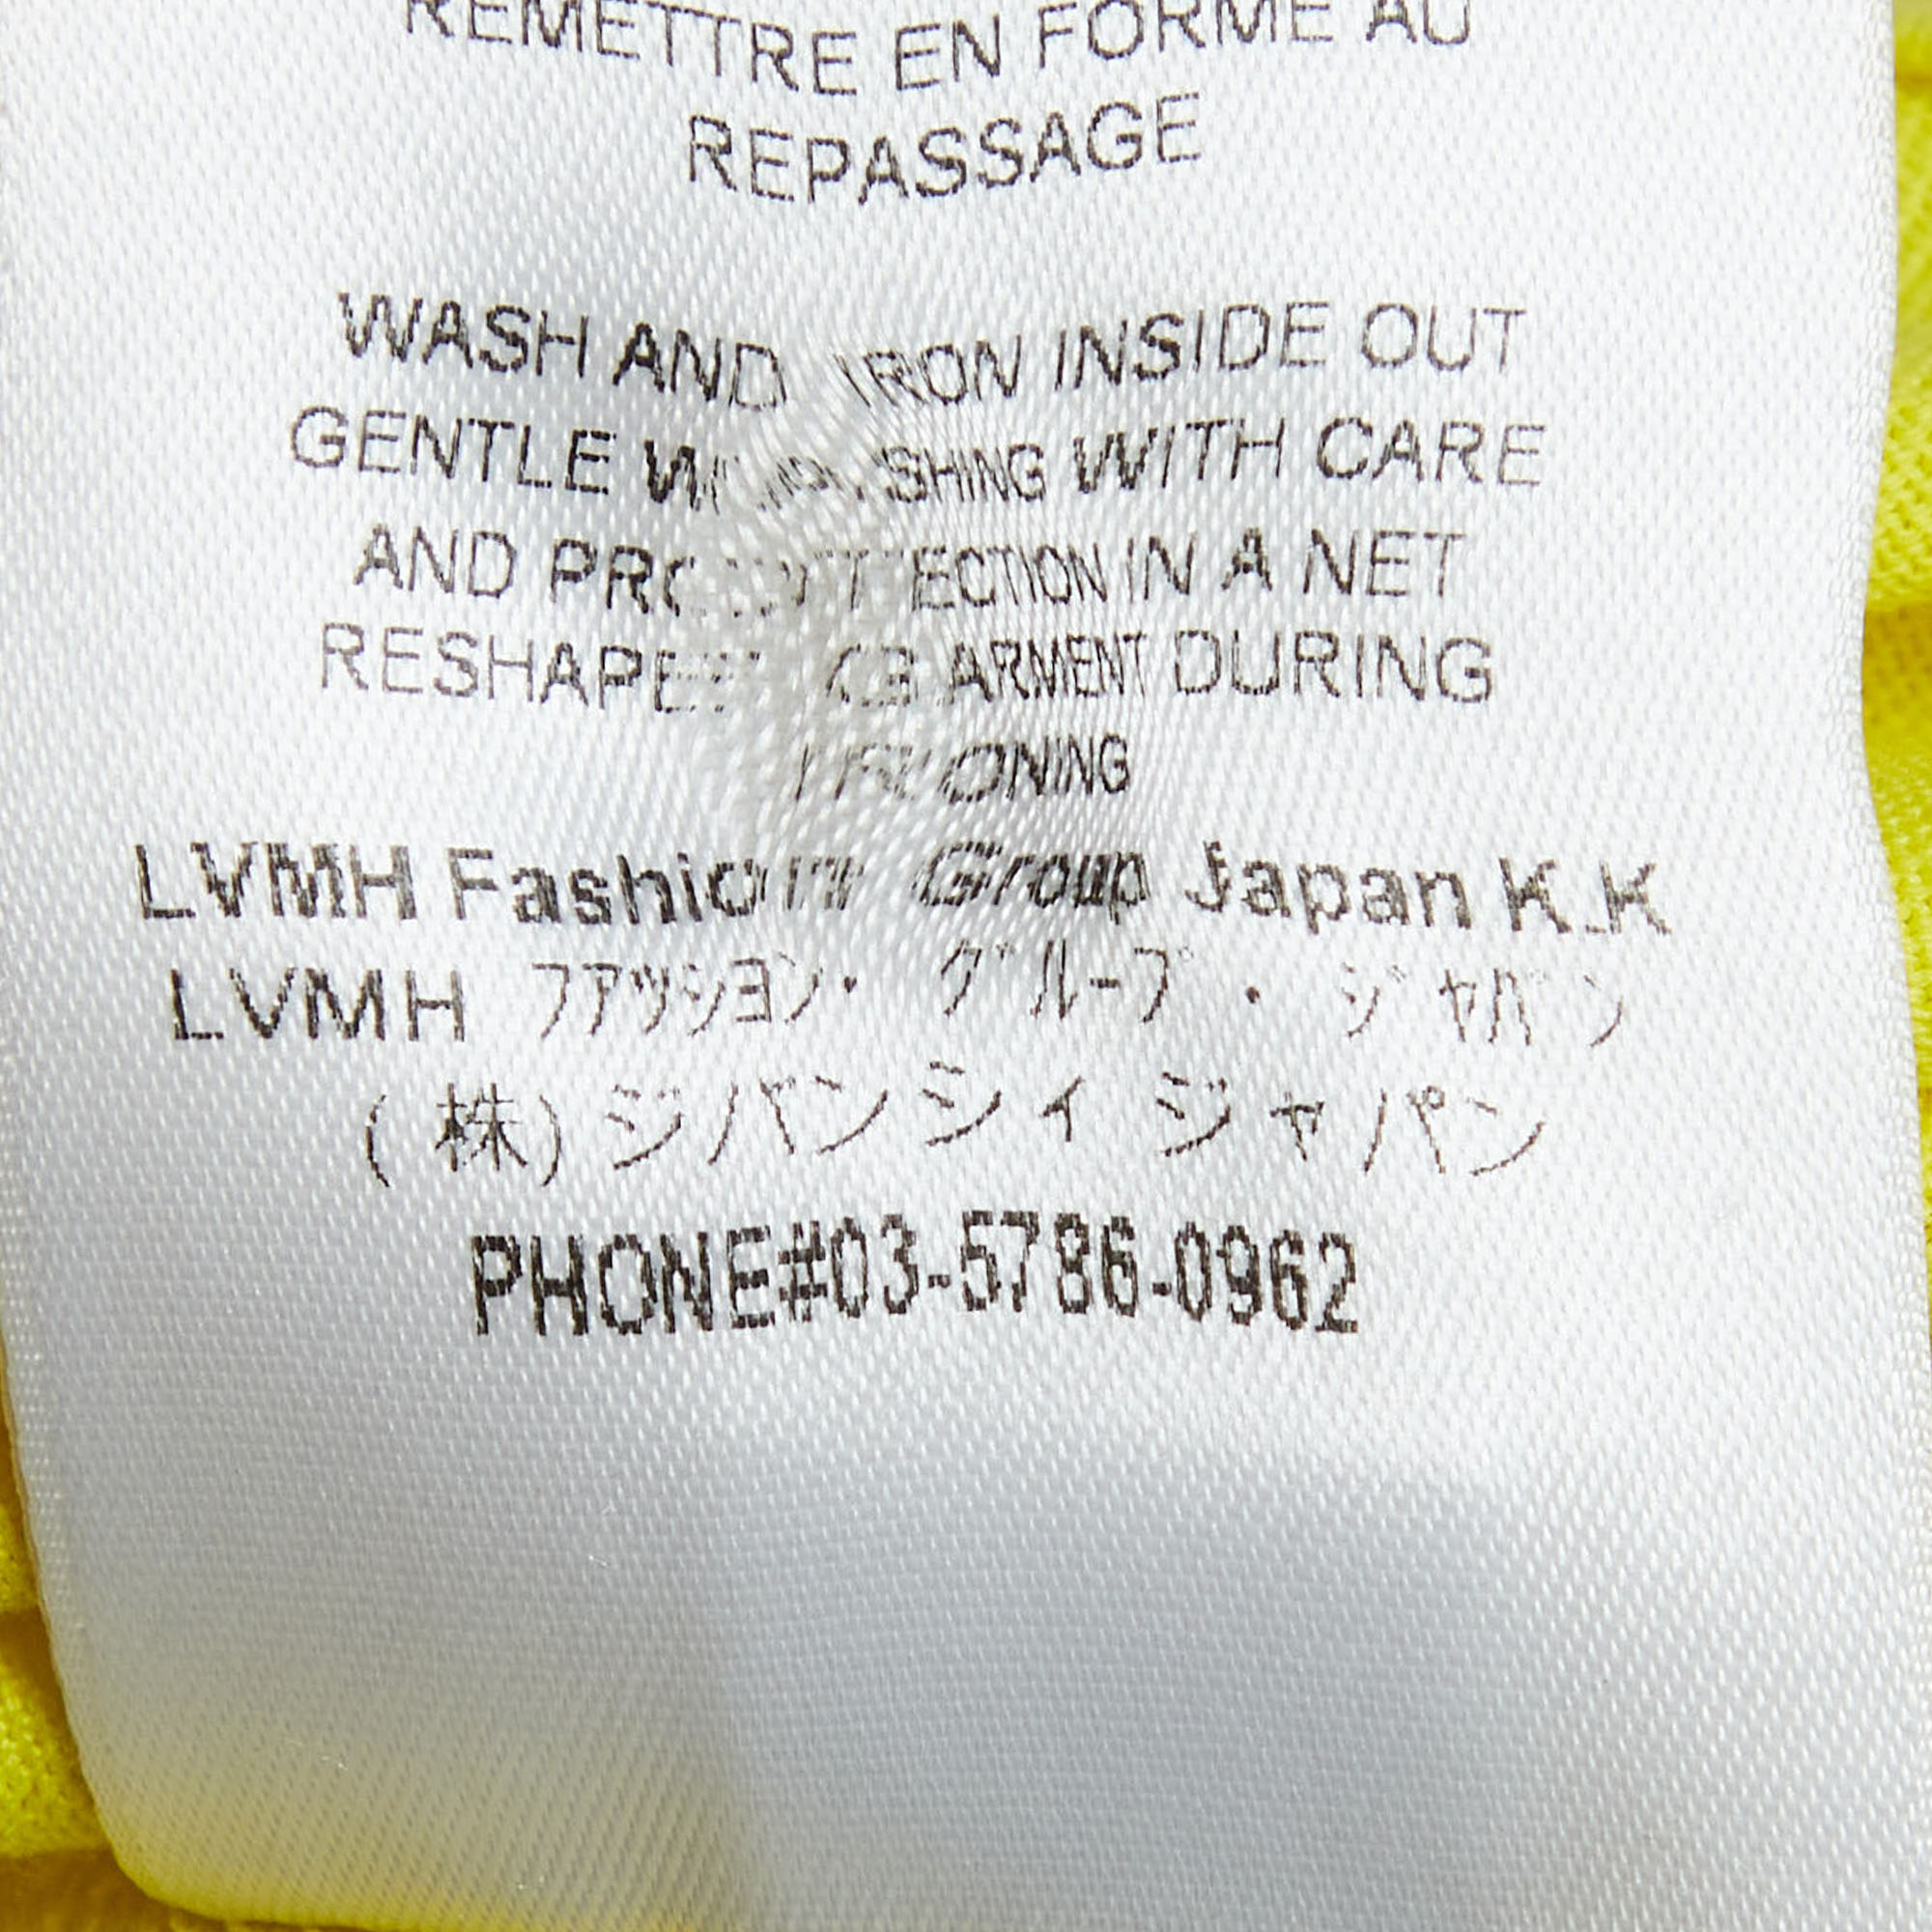 REMETTRE EN FORME AU
REPASSAGE
WASH AND IRON INSIDE OUT
GENTLE WASHING WITH CARE
AND PROTECTION IN A NET
RESHAPE GARMENT DURING
IRONING
LVMH Fashion Group Japan K.K
LVMH ファッション・ グループ ・ ジャパン
(株)ジバンシィ ジャパン
PHONE#03-5786-0962